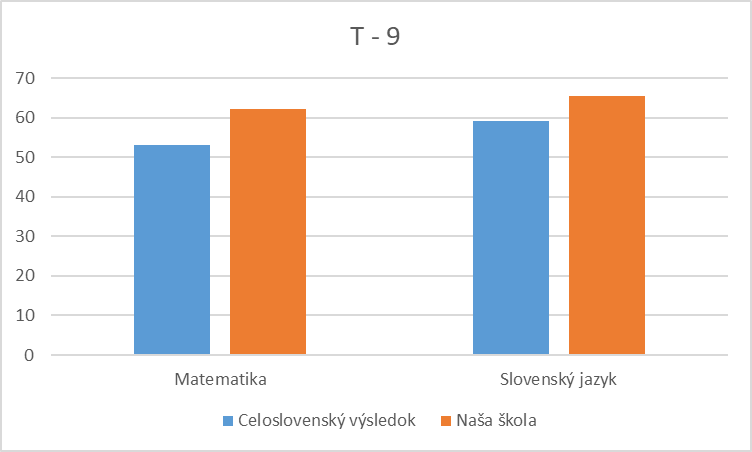 T - 9
70
60
50
40
30
20
10
0
Matematika
Slovenský jazyk
Celoslovenský výsledok
Naša škola